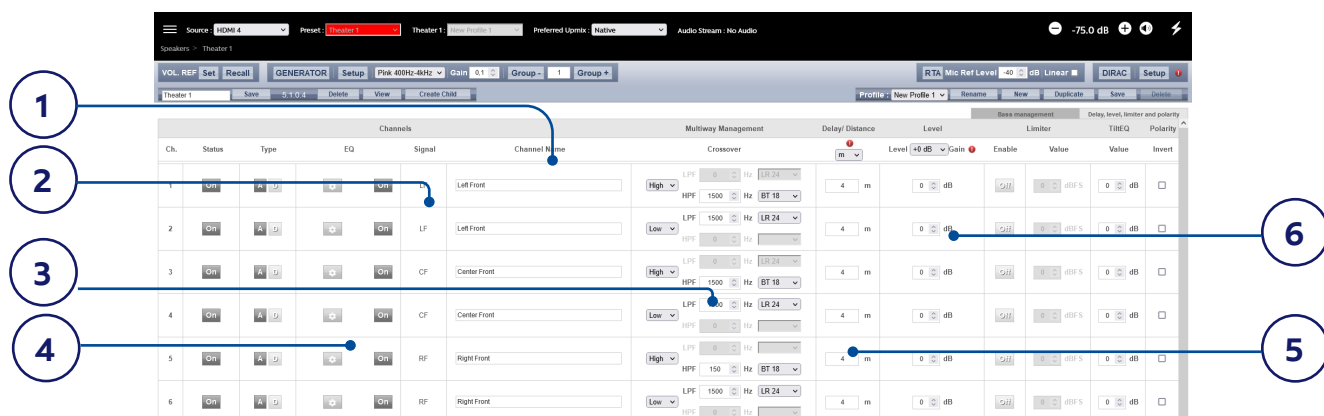 Source : HDMI 4 Preset : Theater 1 Theater 1 : New Profile 1 Preferred Upmix : Native Audio Stream : No Audio -75.0 dB
Speakers > Theater 1
VOL. REF Set Recall GENERATOR Setup Pink 400Hz-4kHz Gain 0,1 Group - 1 Group + RTA Mic Ref Level -40 dB Linear DIRAC Setup
Theater 1 Save 5.1.0.4 Delete View Create Child Profile : New Profile 1 Rename New Duplicate Save Delete
1
Bass management Delay, level, limiter and polarity
Channels Multiway Management Delay/ Distance Level Limiter TiltEQ Polarity
Ch. Status Type EQ Signal Channel Name Crossover m Level +0 dB Gain Enable Value Value Invert
2
LPF 0 Hz LR 24
1 On A D On LF Left Front High 4 m 0 dB Off 0 dBFS 0 dB
HPF 1500 Hz BT 18
LPF 1500 Hz LR 24
2 On A D On LF Left Front Low 4 m 0 dB Off 0 dBFS 0 dB
HPF 0 Hz
6
3
LPF 0 Hz LR 24
3 On A D On CF Center Front High 4 m 0 dB Off 0 dBFS 0 dB
HPF 1500 Hz BT 18
LPF Hz LR 24
4 On A D On CF Center Front Low 4 m 0 dB Off 0 dBFS 0 dB
HPF 0 Hz
4
5
LPF 0 Hz
5 On A D On RF Right Front High 4 m 0 dB Off 0 dBFS 0 dB
HPF 150 Hz BT 18
LPF 1500 Hz LR 24
6 On A D On RF Right Front Low 4 m 0 dB Off 0 dBFS 0 dB
HPF 0 Hz